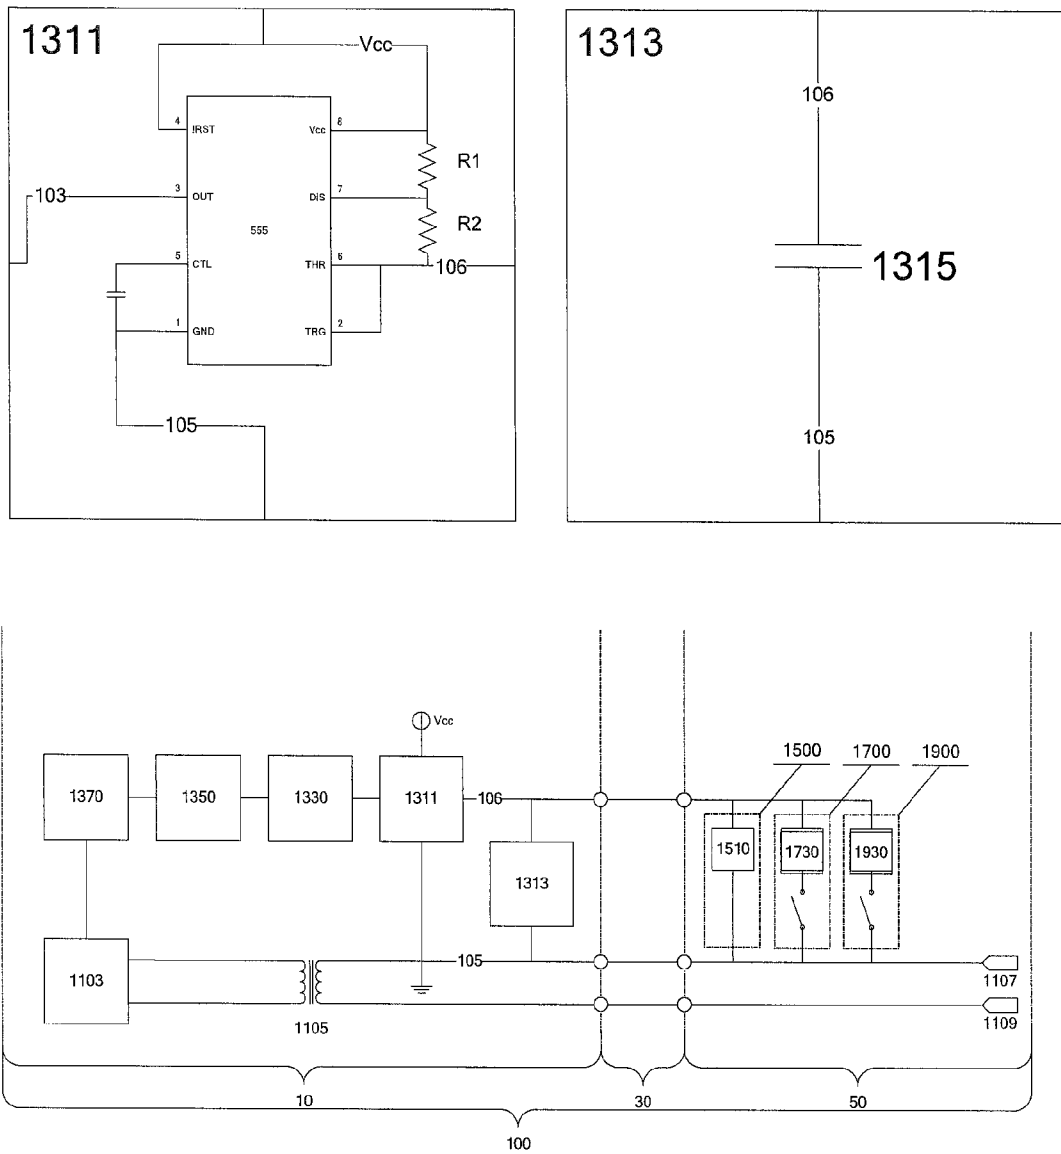 1311
Vcc
4 !RST
Vcc 8
R1
103
3 OUT
DIS 7
R2
555
5 CTL
THR 6
106
1 GND
TRG 2
105
1313
106
1315
105
Vcc
1500 1700 1900
1370 1350 1330 1311 106
1510 1730 1930
1313
1103
105
1107
1105
1109
10 30 50
100